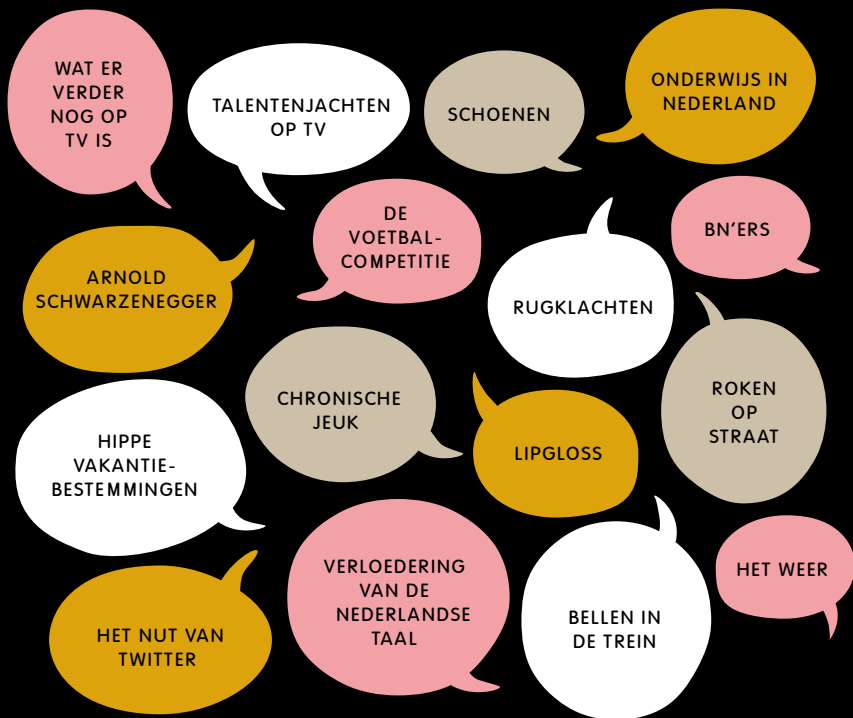 WAT ER
VERDER
NOG OP
TV IS
TALENTENJACHTEN
OP TV
SCHOENEN
ONDERWIJS IN
NEDERLAND
ARNOLD
SCHWARZENEGGER
DE
VOETBAL-
COMPETITIE
RUGKLACHTEN
BN'ERS
HIPPE
VAKANTIE-
BESTEMMINGEN
CHRONISCHE
JEUK
LIPGLOSS
ROKEN
OP
STRAAT
HET NUT VAN
TWITTER
VERLOEDERING
VAN DE
NEDERLANDSE
TAAL
BELLEN IN
DE TREIN
HET WEER